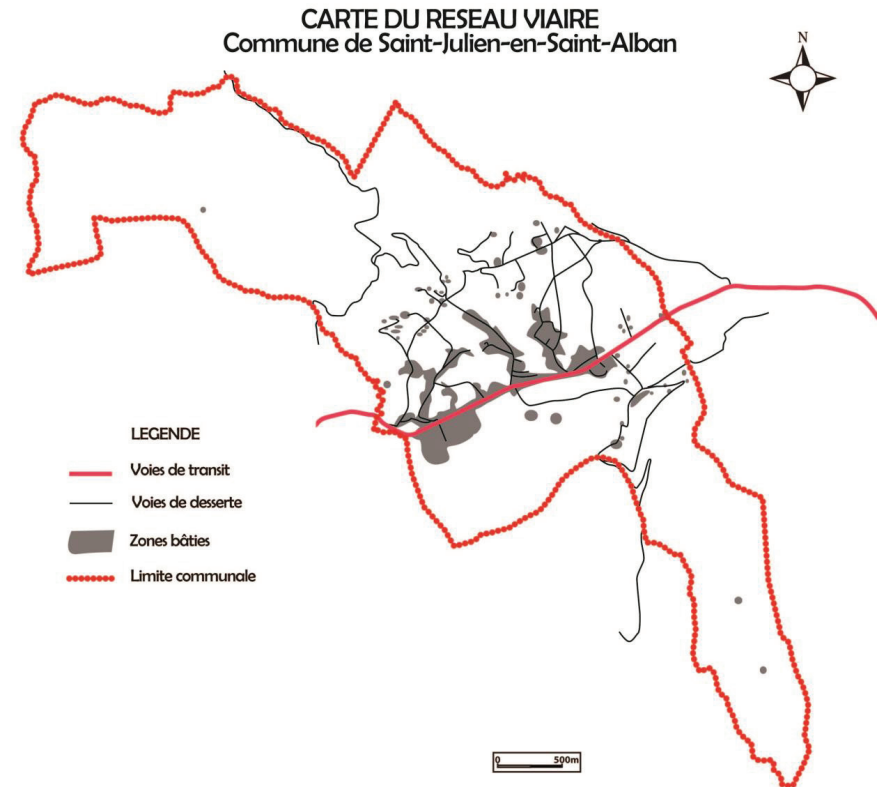 CARTE DU RESEAU VIAIRE
Commune de Saint-Julien-en-Saint-Alban
N
LEGENDE
Voies de transit
Voies de desserte
Zones bâties
Limite communale
0 500m